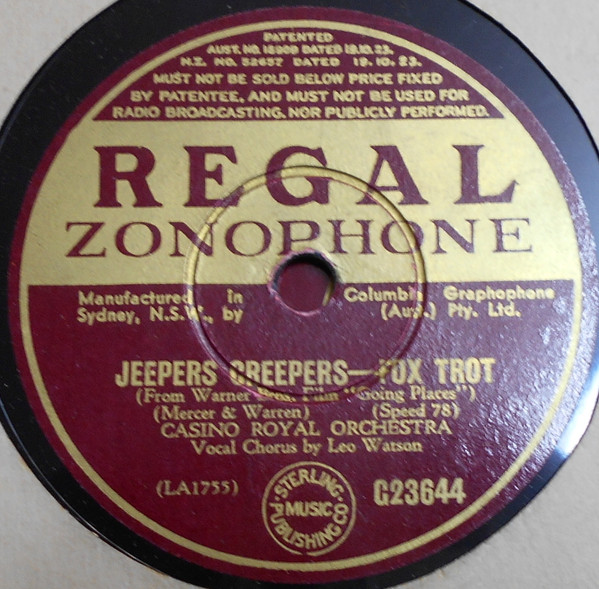 PATENTED
AUST. NO. 18909 DATED 19.10.23.
N.Z. NO. 52657 DATED 19.10.23.
MUST NOT BE SOLD BELOW PRICE FIXED
BY PATENTEE, AND MUST NOT BE USED FOR
RADIO BROADCASTING, NOR PUBLICLY PERFORMED.
REGAL
ZONOPHONE
Manufactured in Columbia Graphophone
Sydney, N.S.W., by (Aus.) Pty. Ltd.
JEEPERS CREEPERS—FOX TROT
(From Warner Bros. Film "Going Places")
(Mercer & Warren) (Speed 78)
CASINO ROYAL ORCHESTRA
Vocal Chorus by Leo Watson
(LA1755)
STERLING
MUSIC
PUBLISHING CO
G23644